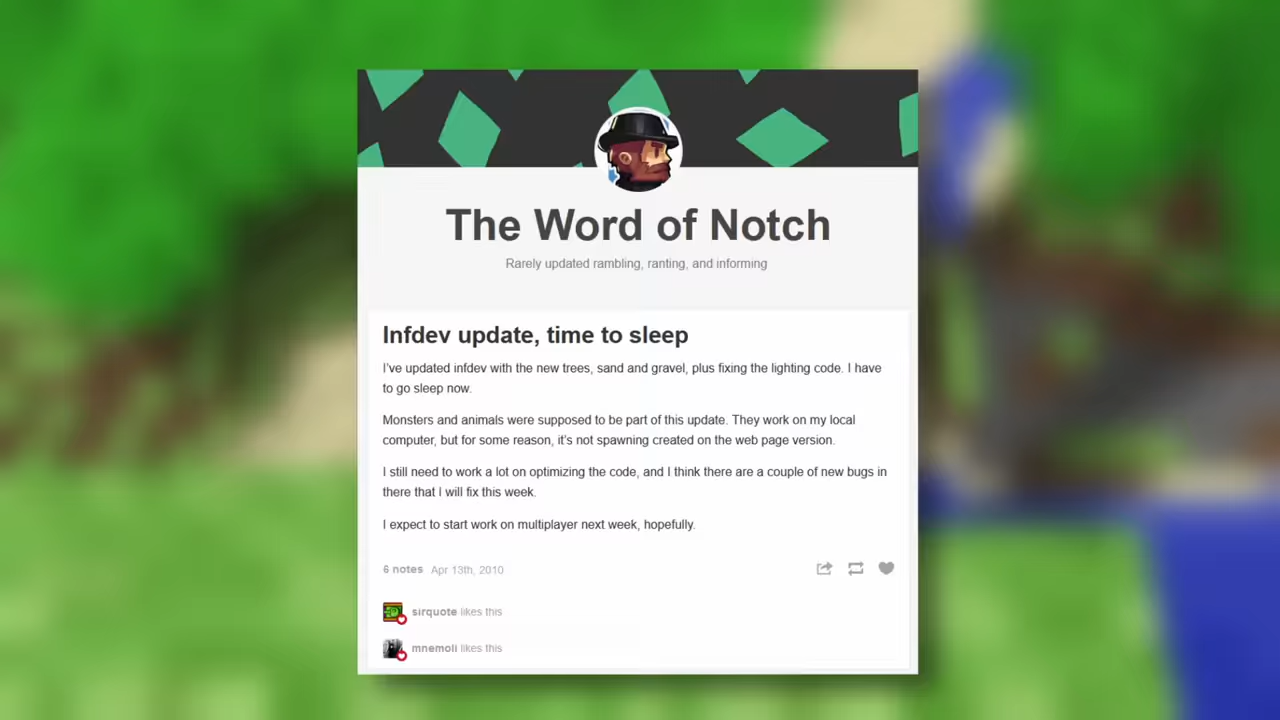 The Word of Notch
Rarely updated rambling, ranting, and informing
Infdev update, time to sleep
I've updated infdev with the new trees, sand and gravel, plus fixing the lighting code. I have
to go sleep now.
Monsters and animals were supposed to be part of this update. They work on my local
computer, but for some reason, it's not spawning created on the web page version.
I still need to work a lot on optimizing the code, and I think there are a couple of new bugs in
there that I will fix this week.
I expect to start work on multiplayer next week, hopefully.
6 notes Apr 13th, 2010
sirquote likes this
mnemoli likes this